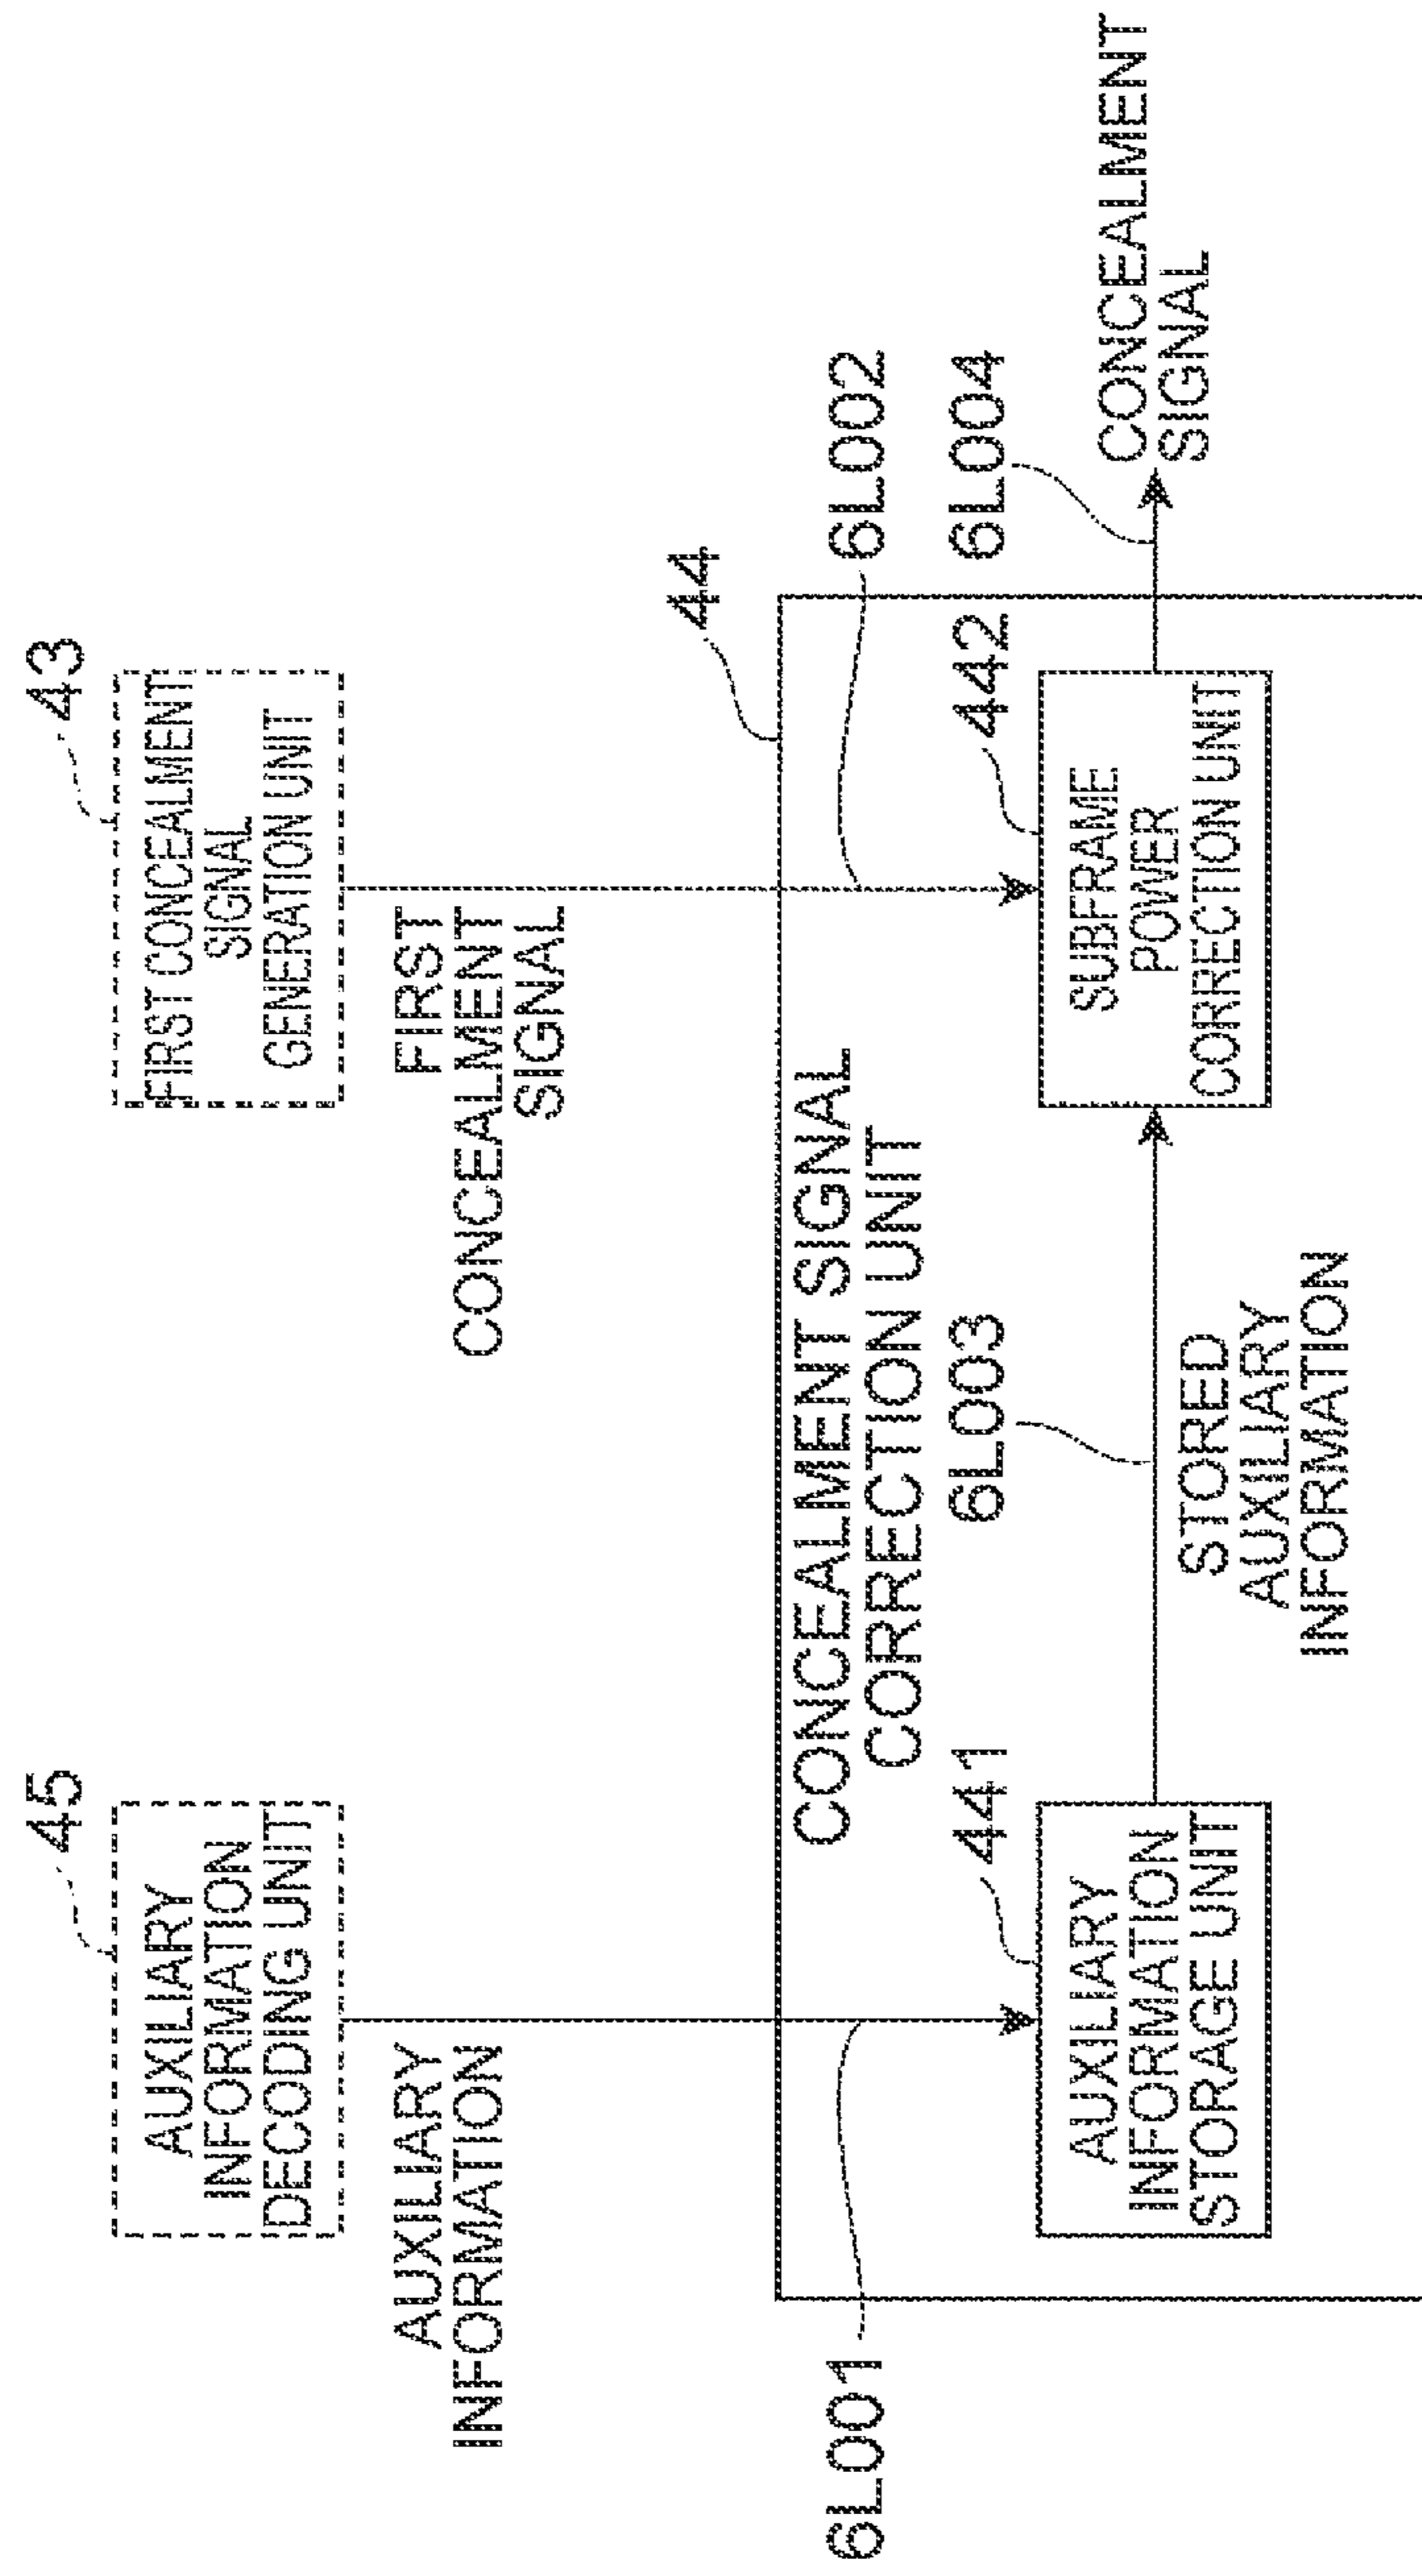 45
AUXILIARY
INFORMATION
DECODING UNIT
43
FIRST CONCEALMENT
SIGNAL
GENERATION UNIT
AUXILIARY
INFORMATION
FIRST
CONCEALMENT
SIGNAL
44
6L001
CONCEALMENT SIGNAL
CORRECTION UNIT
6L002
441
6L003
442
6L004
AUXILIARY
INFORMATION
STORAGE UNIT
STORED
AUXILIARY
INFORMATION
SUBFRAME
POWER
CORRECTION UNIT
CONCEALMENT
SIGNAL